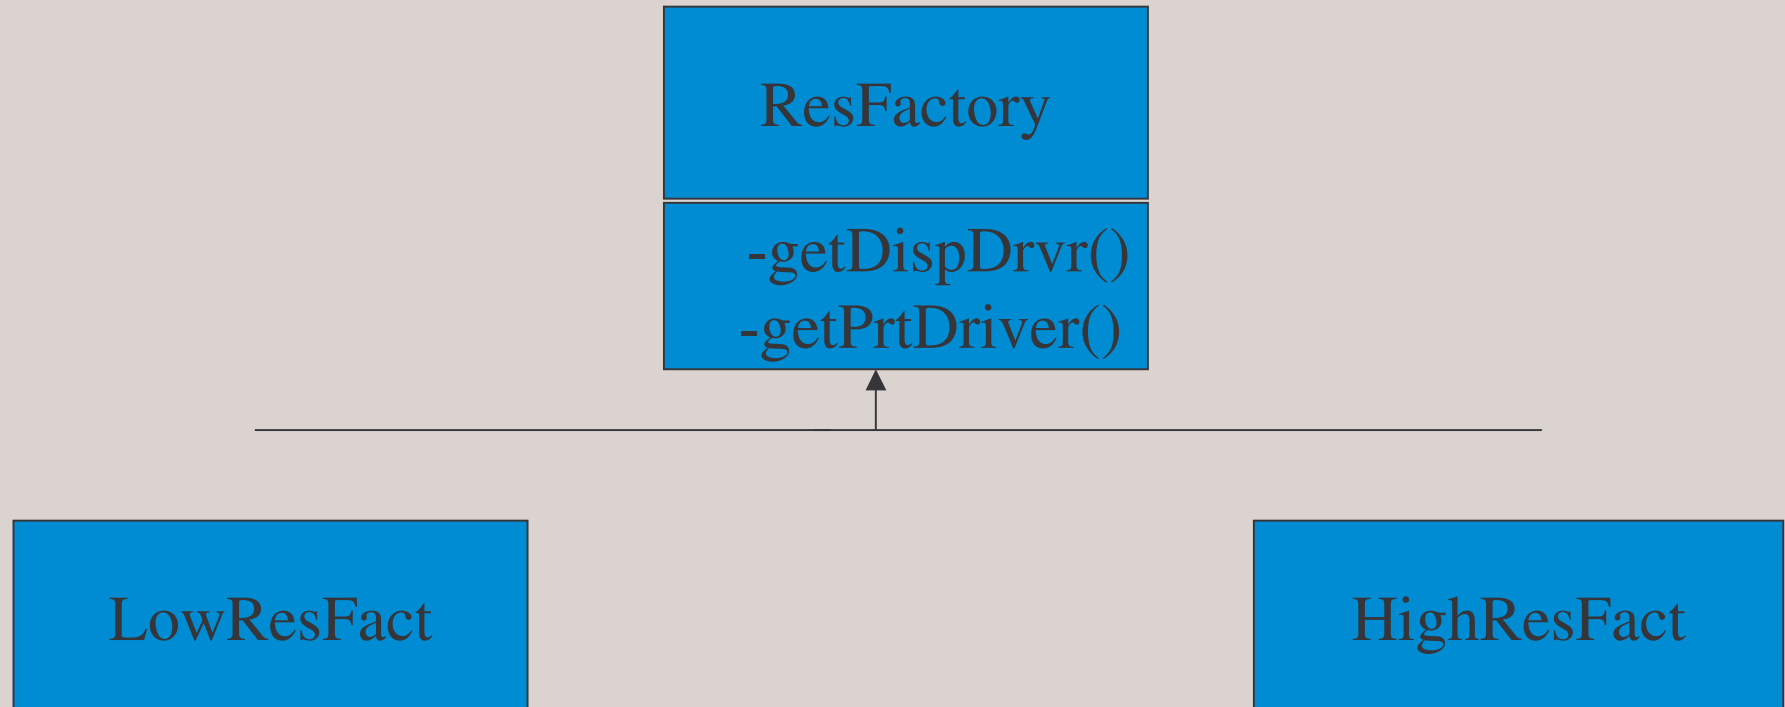 ResFactory
-getDispDrvr()
-getPrtDriver()
LowResFact
HighResFact